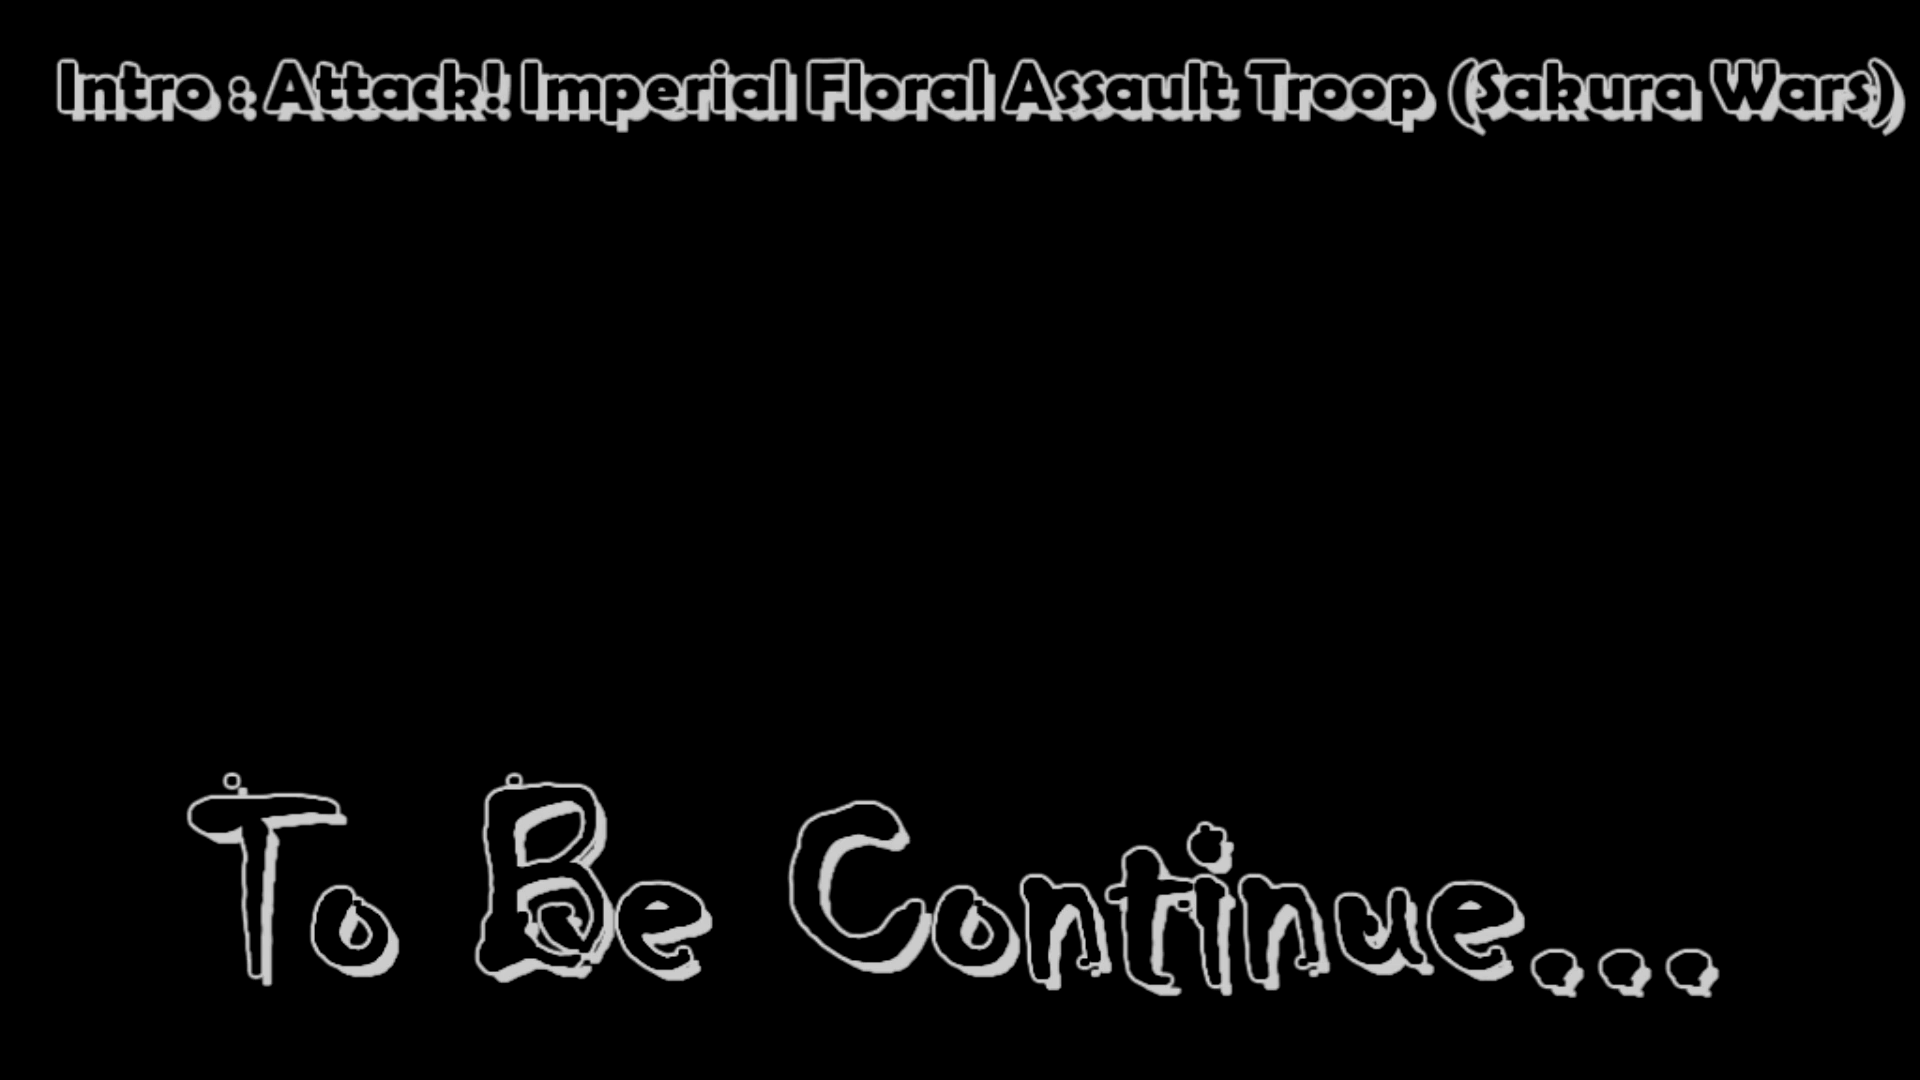 Intro : Attack! Imperial Floral Assault Troop (Sakura Wars)
To Be Continue...